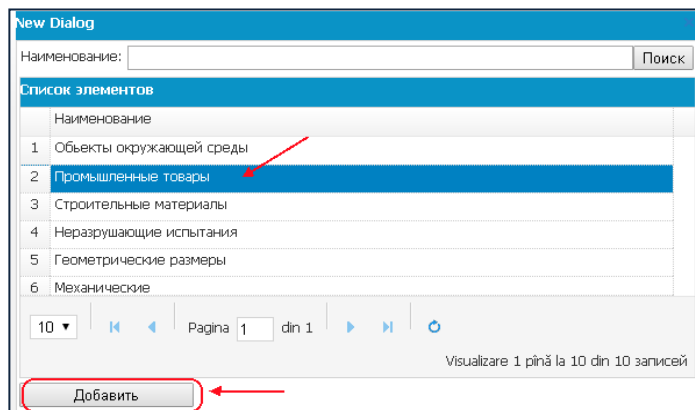 New Dialog
Наименование: Поиск
Список элементов
Наименование
1 Обьекты окружающей среды
2 Промышленные товары
3 Строительные материалы
4 Неразрушающие испытания
5 Геометрические размеры
6 Механические
10 Pagina 1 din 1
Visualizare 1 pînă la 10 din 10 записей
Добавить